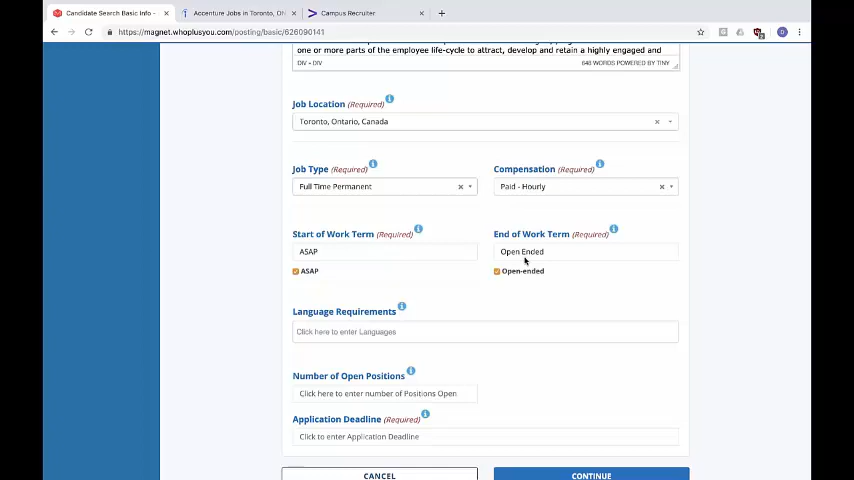 Candidate Search Basic Info -
Accenture Jobs in Toronto, ON
Campus Recruiter
https://magnet.whoplusyou.com/posting/basic/626090141
one or more parts of the employee life-cycle to attract, develop and retain a highly engaged and
DIV » DIV
648 WORDS POWERED BY TINY
Job Location (Required)
Toronto, Ontario, Canada
Job Type (Required)
Compensation (Required)
Full Time Permanent
Paid - Hourly
Start of Work Term (Required)
End of Work Term (Required)
ASAP
Open Ended
ASAP
Open-ended
Language Requirements
Click here to enter Languages
Number of Open Positions
Click here to enter number of Positions Open
Application Deadline (Required)
Click to enter Application Deadline
CANCEL
CONTINUE